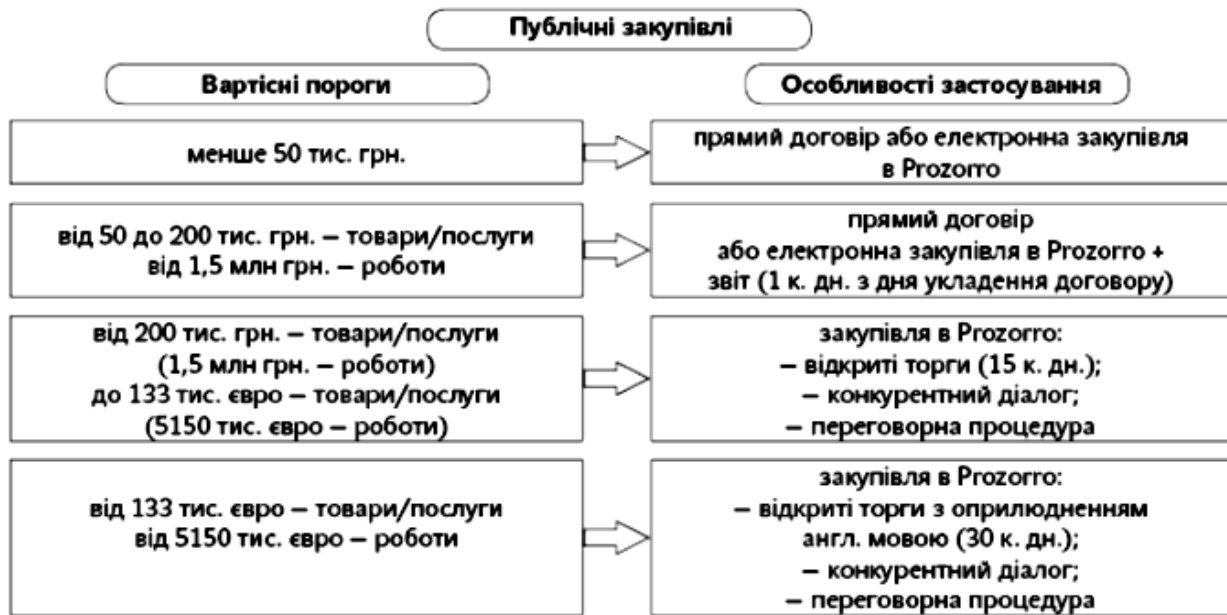 Публічні закупівлі
Вартісні пороги
Особливості застосування
менше 50 тис. грн.
прямий договір або електронна закупівля
в Prozorro
від 50 до 200 тис. грн. – товари/послуги
від 1,5 млн грн. – роботи
прямий договір
або електронна закупівля в Prozorro +
звіт (1 к. дн. з дня укладення договору)
від 200 тис. грн. – товари/послуги
(1,5 млн грн. – роботи)
до 133 тис. євро – товари/послуги
(5150 тис. євро – роботи)
закупівля в Prozorro:
– відкриті торги (15 к. дн.);
– конкурентний діалог;
– переговорна процедура
від 133 тис. євро – товари/послуги
від 5150 тис. євро – роботи
закупівля в Prozorro:
– відкриті торги з оприлюдненням
англ. мовою (30 к. дн.);
– конкурентний діалог;
– переговорна процедура